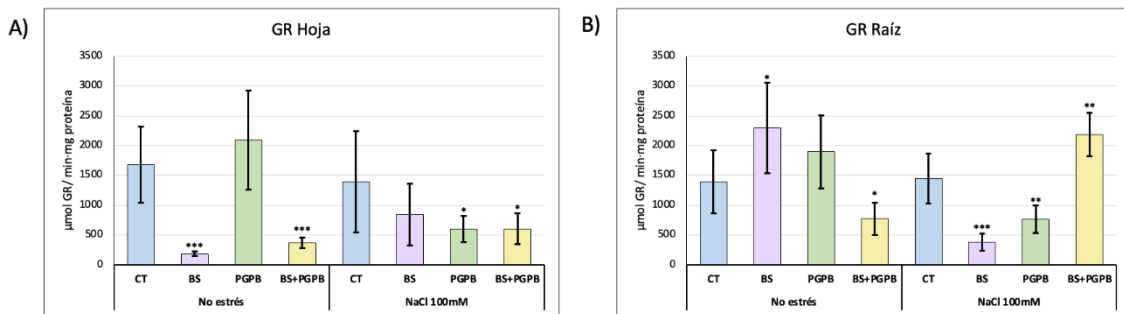 A)
GR Hoja
µmol GR/ min·mg proteína
3500
3000
2500
2000
1500
1000
500
0
***
***
*
*
CT BS PGPB BS+PGPB CT BS PGPB BS+PGPB
No estrés NaCl 100mM
B)
GR Raíz
µmol GR/ min·mg proteína
3500
3000
2500
2000
1500
1000
500
0
*
*
***
**
**
CT BS PGPB BS+PGPB CT BS PGPB BS+PGPB
No estrés NaCl 100mM